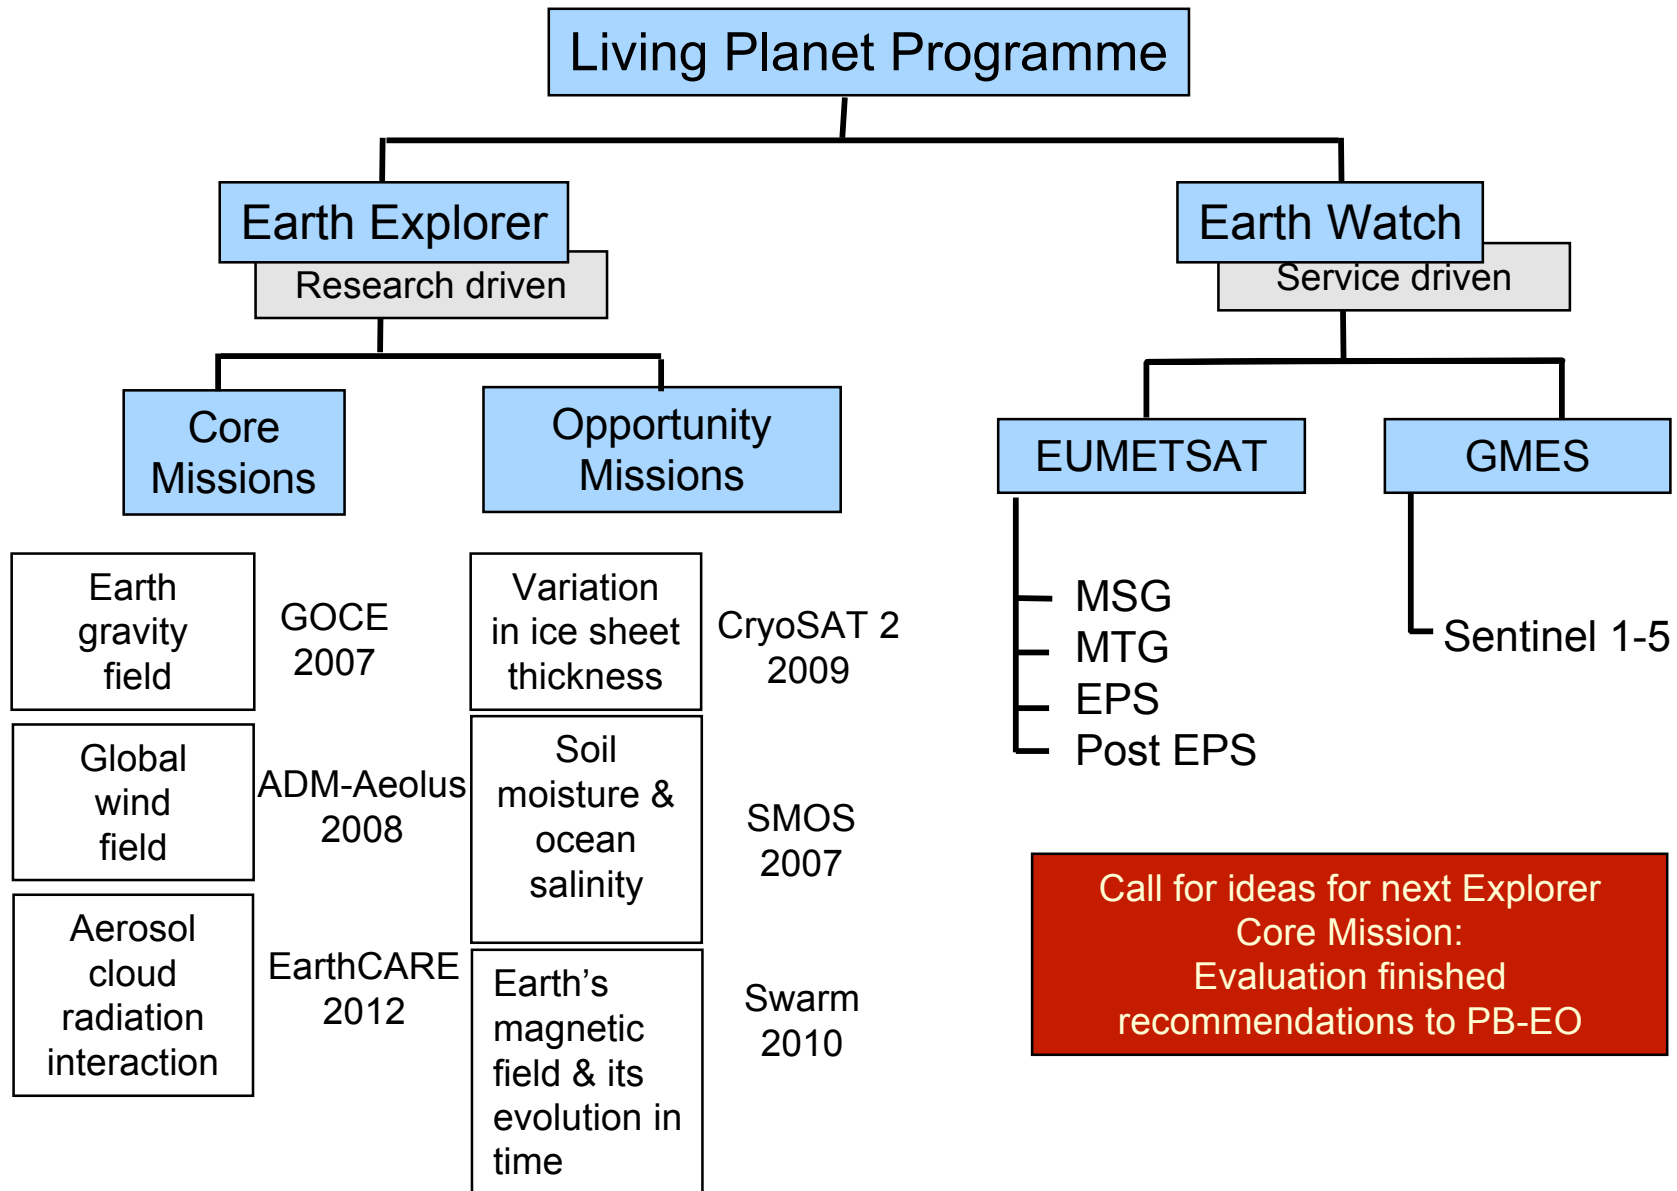 Living Planet Programme
Earth Explorer
Research driven
Earth Watch
Service driven
Core
Missions
Opportunity
Missions
EUMETSAT
GMES
Earth
gravity
field
GOCE
2007
Global
wind
field
ADM-Aeolus
2008
Aerosol
cloud
radiation
interaction
EarthCARE
2012
Variation
in ice sheet
thickness
CryoSAT 2
2009
Soil
moisture &
ocean
salinity
SMOS
2007
Earth’s
magnetic
field & its
evolution in
time
Swarm
2010
MSG
MTG
EPS
Post EPS
Sentinel 1-5
Call for ideas for next Explorer
Core Mission:
Evaluation finished
recommendations to PB-EO